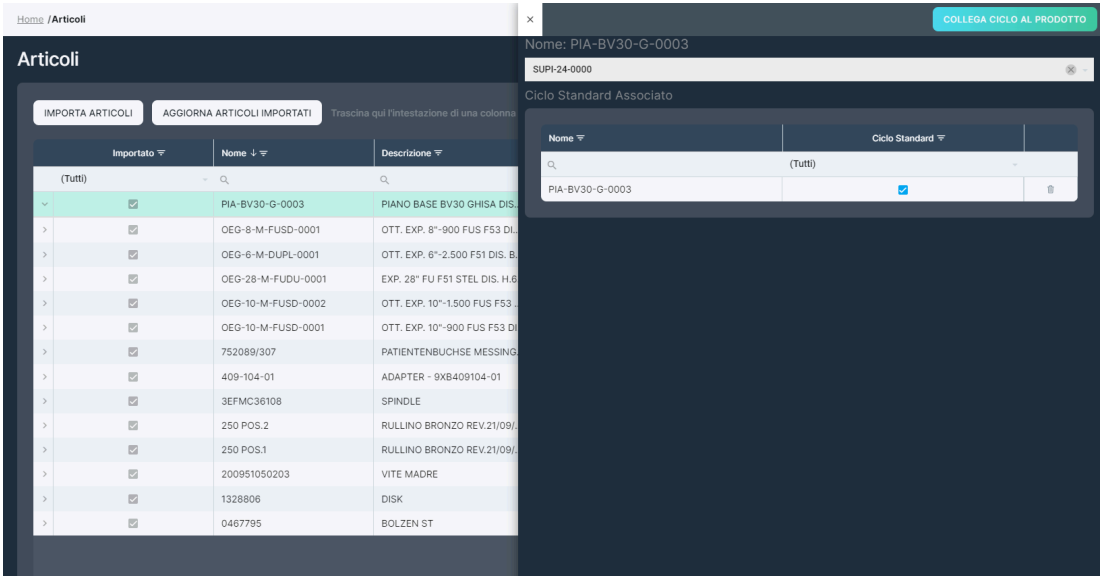 Home /Articoli
× COLLEGA CICLO AL PRODOTTO
Articoli
Nome: PIA-BV30-G-0003
SUPI-24-0000
Ciclo Standard Associato
IMPORTA ARTICOLI AGGIORNA ARTICOLI IMPORTATI Trascina qui l'intestazione di una colonna
Nome Ciclo Standard
(Tutti)
PIA-BV30-G-0003
Importato Nome ↓ Descrizione
(Tutti)
PIA-BV30-G-0003 PIANO BASE BV30 GHISA DIS..
OEG-8-M-FUSD-0001 OTT. EXP. 8"-900 FUS F53 DI..
OEG-6-M-DUPL-0001 OTT. EXP. 6"-2.500 F51 DIS. B.
OEG-28-M-FUDU-0001 EXP. 28" FU F51 STEL DIS. H.6
OEG-10-M-FUSD-0002 OTT. EXP. 10"-1.500 FUS F53 ..
OEG-10-M-FUSD-0001 OTT. EXP. 10"-900 FUS F53 DI
752089/307 PATIENTENBUCHSE MESSING.
409-104-01 ADAPTER - 9XB409104-01
3EFMC36108 SPINDLE
250 POS.2 RULLINO BRONZO REV.21/09/..
250 POS.1 RULLINO BRONZO REV.21/09/..
200951050203 VITE MADRE
1328806 DISK
0467795 BOLZEN ST